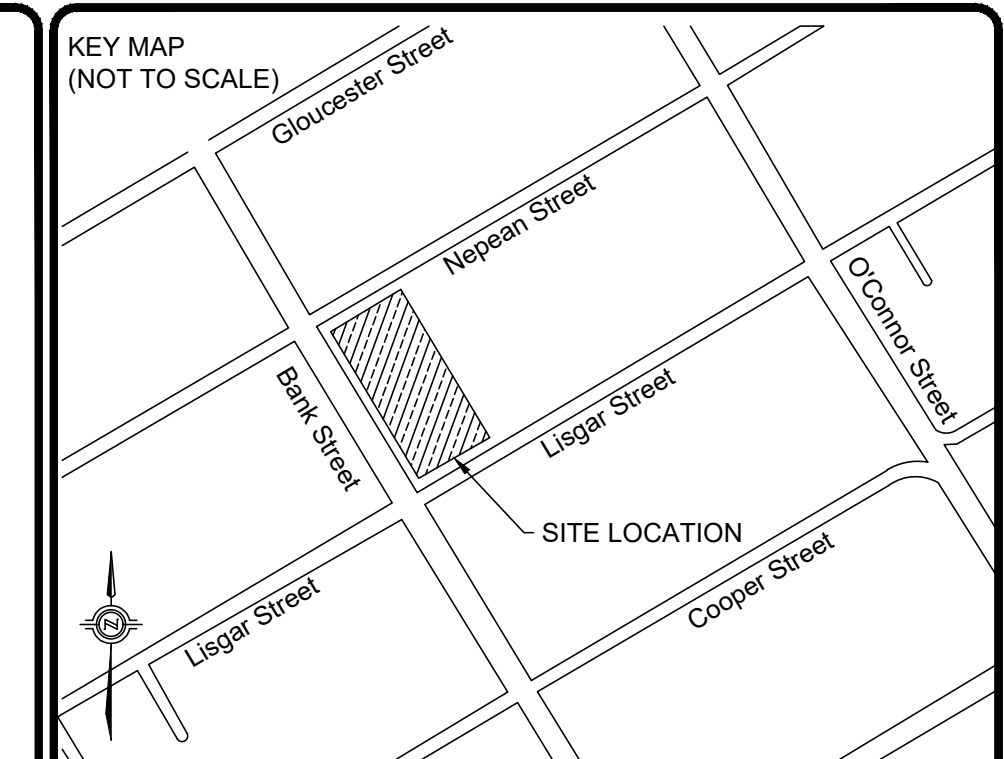 KEY MAP
(NOT TO SCALE)
Gloucester Street
Nepean Street
O'Connor Street
Bank Street
Lisgar Street
SITE LOCATION
Cooper Street
Lisgar Street
N